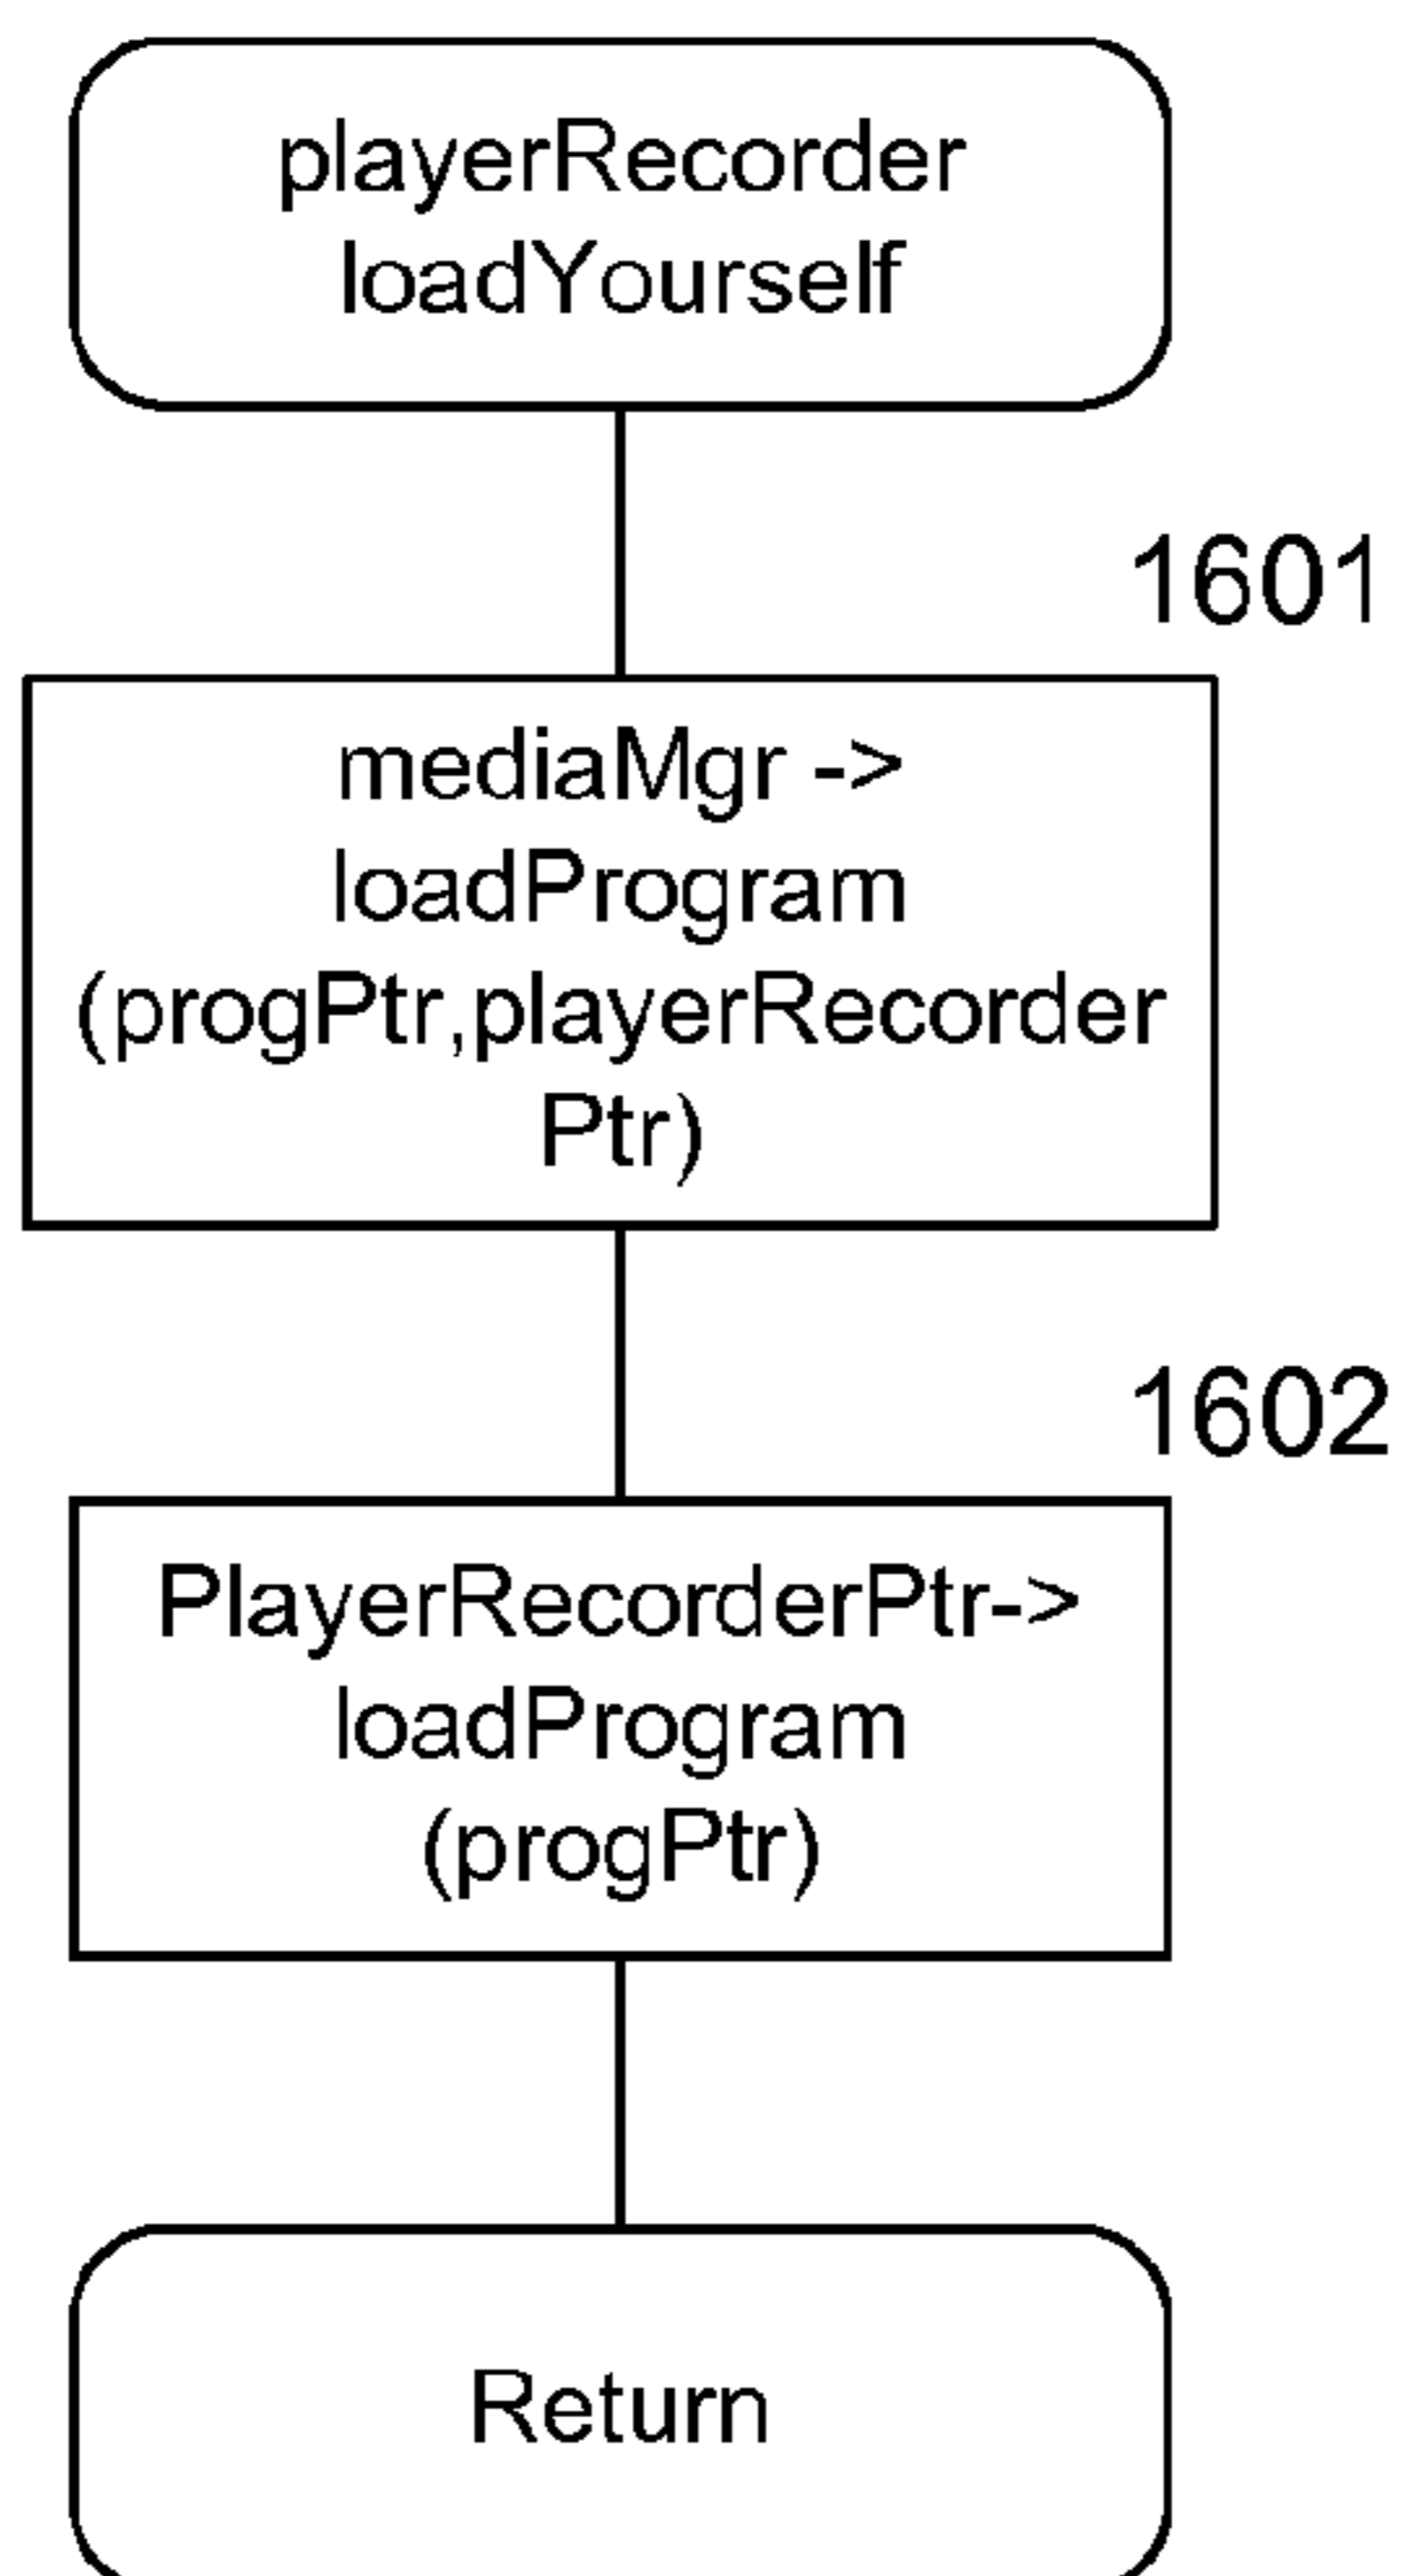 playerRecorder
loadYourself
1601
mediaMgr ->
loadProgram
(progPtr,playerRecorder
Ptr)
1602
PlayerRecorderPtr->
loadProgram
(progPtr)
Return